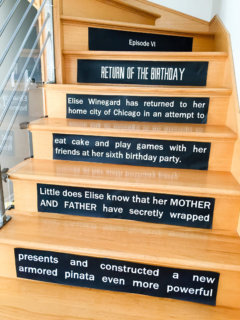 Episode VI
RETURN OF THE BIRTHDAY
Elise Winegard has returned to her
home city of Chicago in an attempt to
eat cake and play games with her
friends at her sixth birthday party.
Little does Elise know that her MOTHER
AND FATHER have secretly wrapped
presents and constructed a new
armored pinata even more powerful